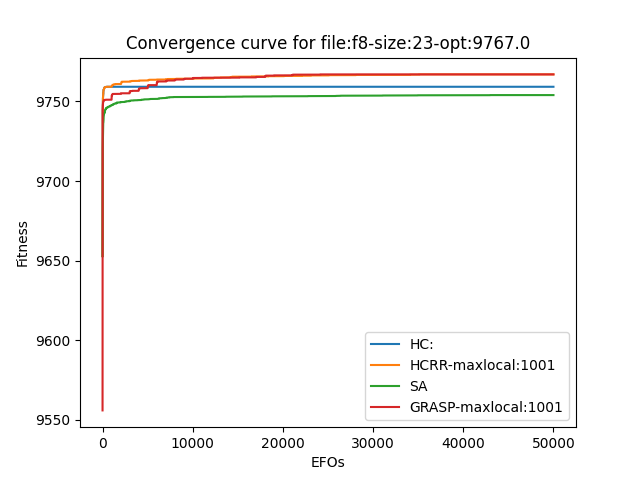 Convergence curve for file:f8-size:23-opt:9767.0
Fitness
9750
9700
9650
9600
9550
HC:
HCRR-maxlocal:1001
SA
GRASP-maxlocal:1001
0 10000 20000 30000 40000 50000
EFOs